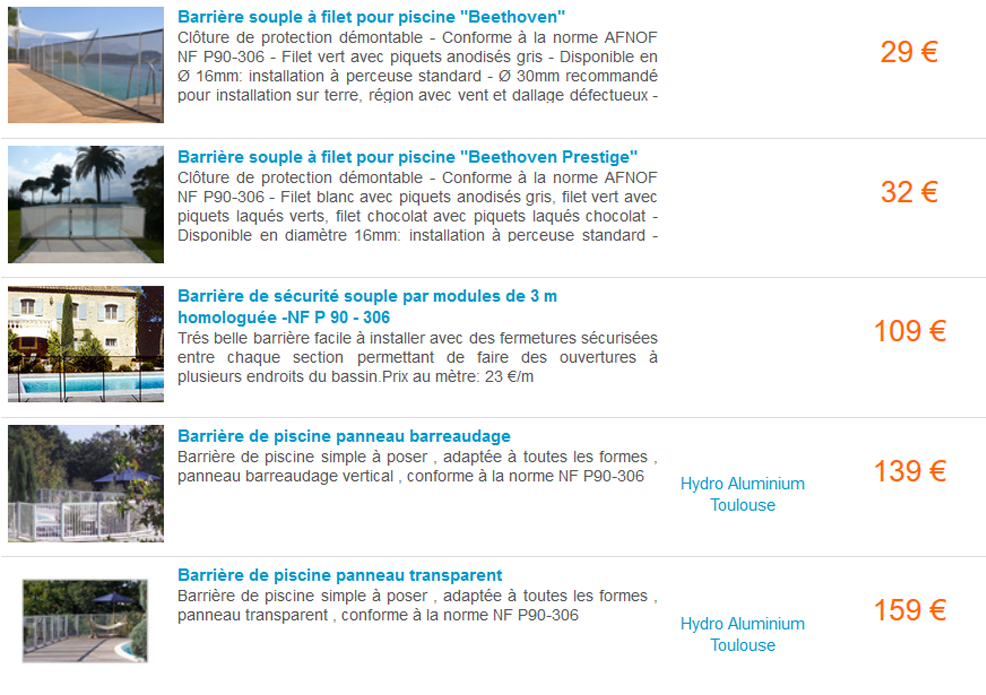 Barrière souple à filet pour piscine "Beethoven"
Clôture de protection démontable - Conforme à la norme AFNOF
NF P90-306 - Filet vert avec piquets anodisés gris - Disponible en
Ø 16mm: installation à perceuse standard - Ø 30mm recommandé
pour installation sur terre, région avec vent et dallage défectueux -
29 €
Barrière souple à filet pour piscine "Beethoven Prestige"
Clôture de protection démontable - Conforme à la norme AFNOF
NF P90-306 - Filet blanc avec piquets anodisés gris, filet vert avec
piquets laqués verts, filet chocolat avec piquets laqués chocolat -
Disponible en diamètre 16mm: installation à perceuse standard -
32 €
Barrière de sécurité souple par modules de 3 m
homologuée -NF P 90 - 306
Trés belle barrière facile à installer avec des fermetures sécurisées
entre chaque section permettant de faire des ouvertures à
plusieurs endroits du bassin.Prix au mètre: 23 €/m
109 €
Barrière de piscine panneau barreaudage
Barrière de piscine simple à poser , adaptée à toutes les formes ,
panneau barreaudage vertical , conforme à la norme NF P90-306
Hydro Aluminium
Toulouse
139 €
Barrière de piscine panneau transparent
Barrière de piscine simple à poser , adaptée à toutes les formes ,
panneau transparent , conforme à la norme NF P90-306
Hydro Aluminium
Toulouse
159 €